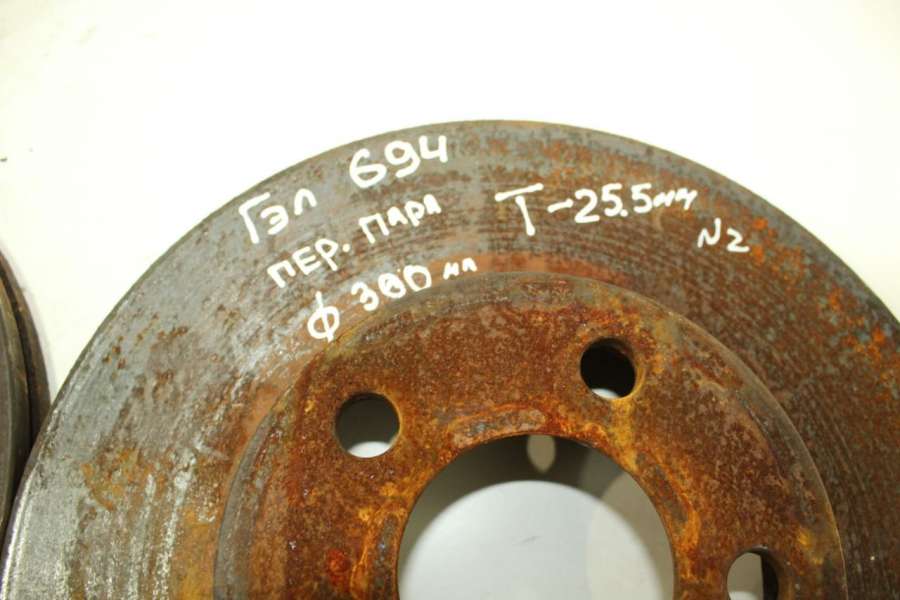 Гэл 694
ПЕР. ПАРА
ф 300 мм
Т-25.5мм
N2